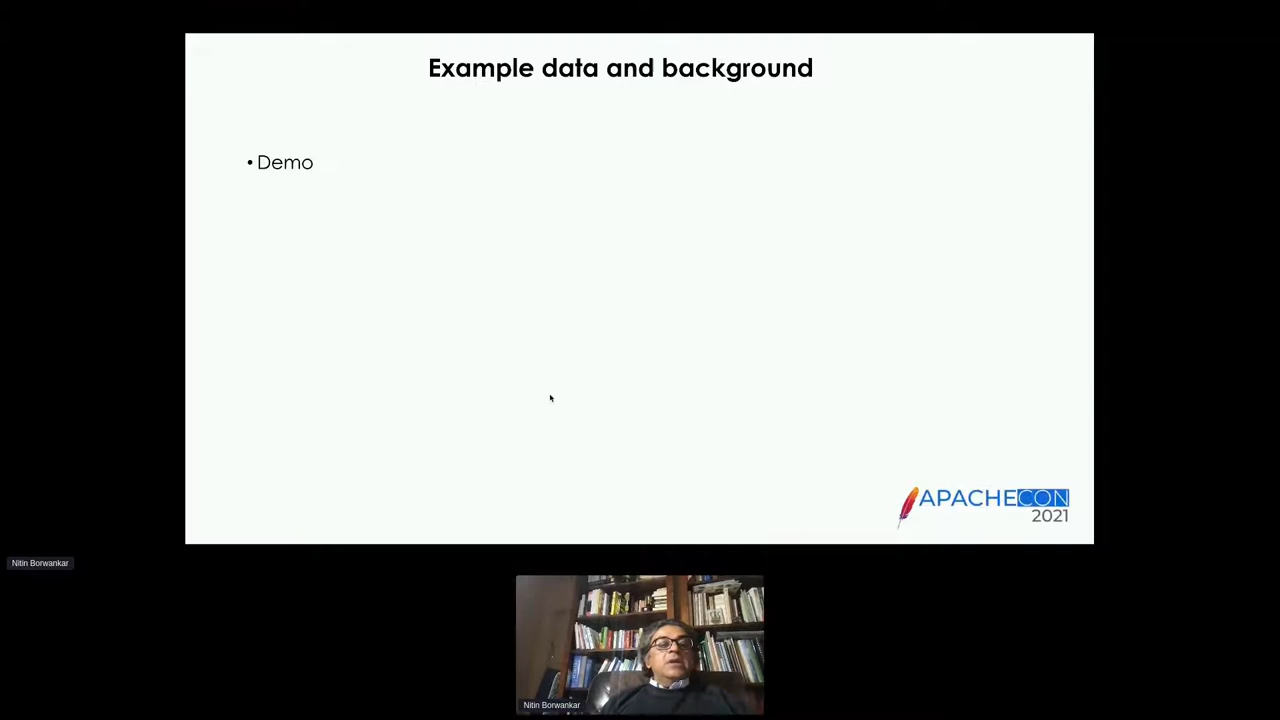 Example data and background
• Demo
APACHECON
2021
Nitin Borwankar
Nitin Borwankar